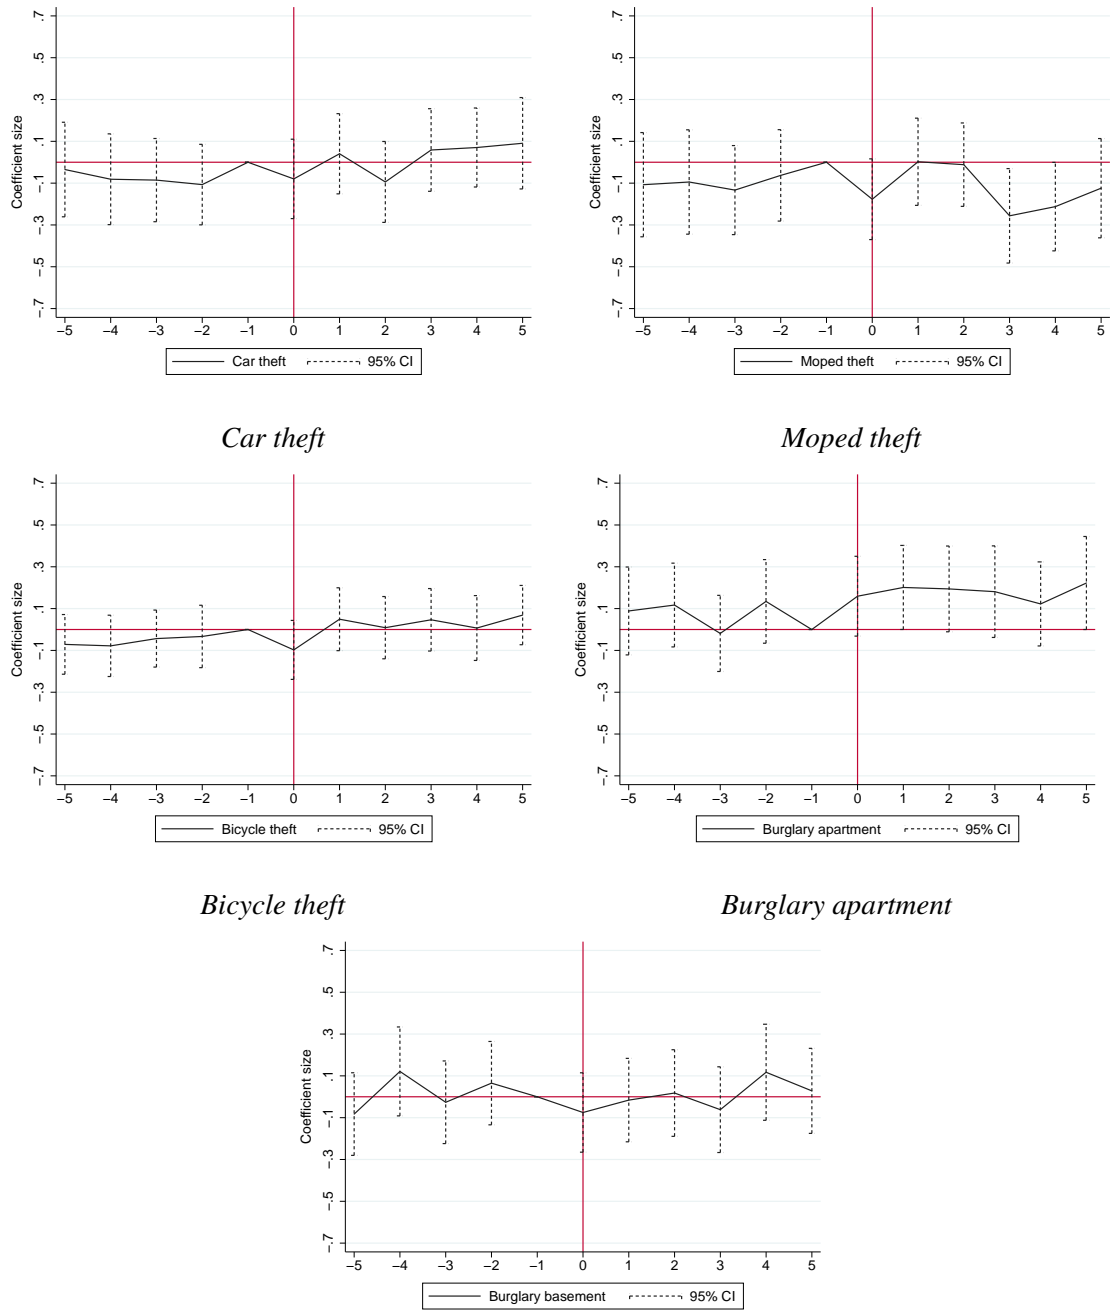 .7
.5
.3
.1
−.1
−.3
−.5
−.7
Coefficient size
−5 −4 −3 −2 −1 0 1 2 3 4 5
Car theft 95% CI
.7
.5
.3
.1
−.1
−.3
−.5
−.7
Coefficient size
−5 −4 −3 −2 −1 0 1 2 3 4 5
Moped theft 95% CI
Car theft
Moped theft
.7
.5
.3
.1
−.1
−.3
−.5
−.7
Coefficient size
−5 −4 −3 −2 −1 0 1 2 3 4 5
Bicycle theft 95% CI
.7
.5
.3
.1
−.1
−.3
−.5
−.7
Coefficient size
−5 −4 −3 −2 −1 0 1 2 3 4 5
Burglary apartment 95% CI
Bicycle theft
Burglary apartment
.7
.5
.3
.1
−.1
−.3
−.5
−.7
Coefficient size
−5 −4 −3 −2 −1 0 1 2 3 4 5
Burglary basement 95% CI